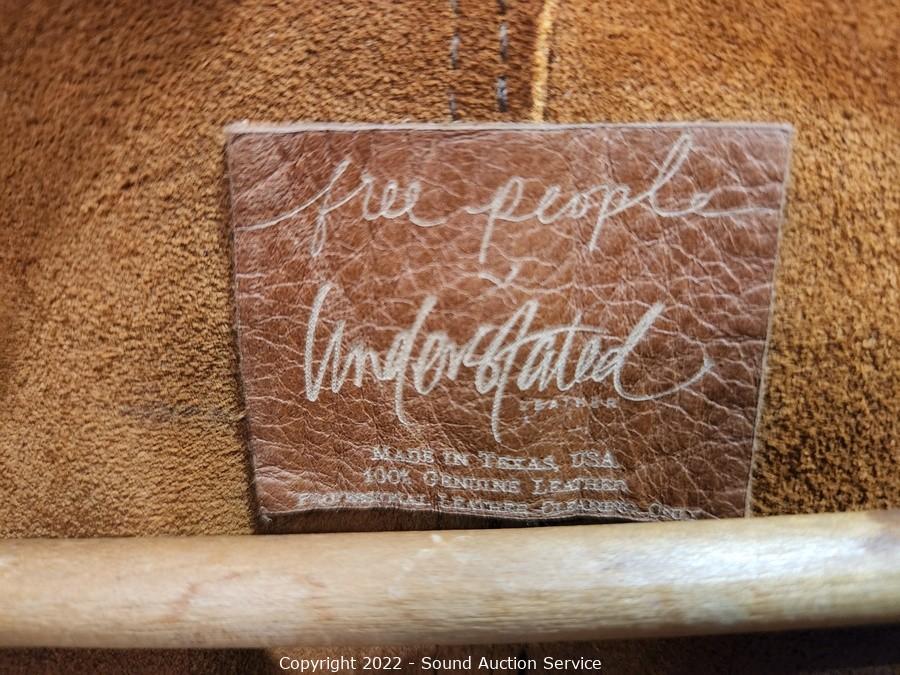 free people
Understated
LEATHER
MADE IN TEXAS, USA
100% GENUINE LEATHER
PROFESSIONAL LEATHER CLEANERS ONLY
Copyright 2022 - Sound Auction Service